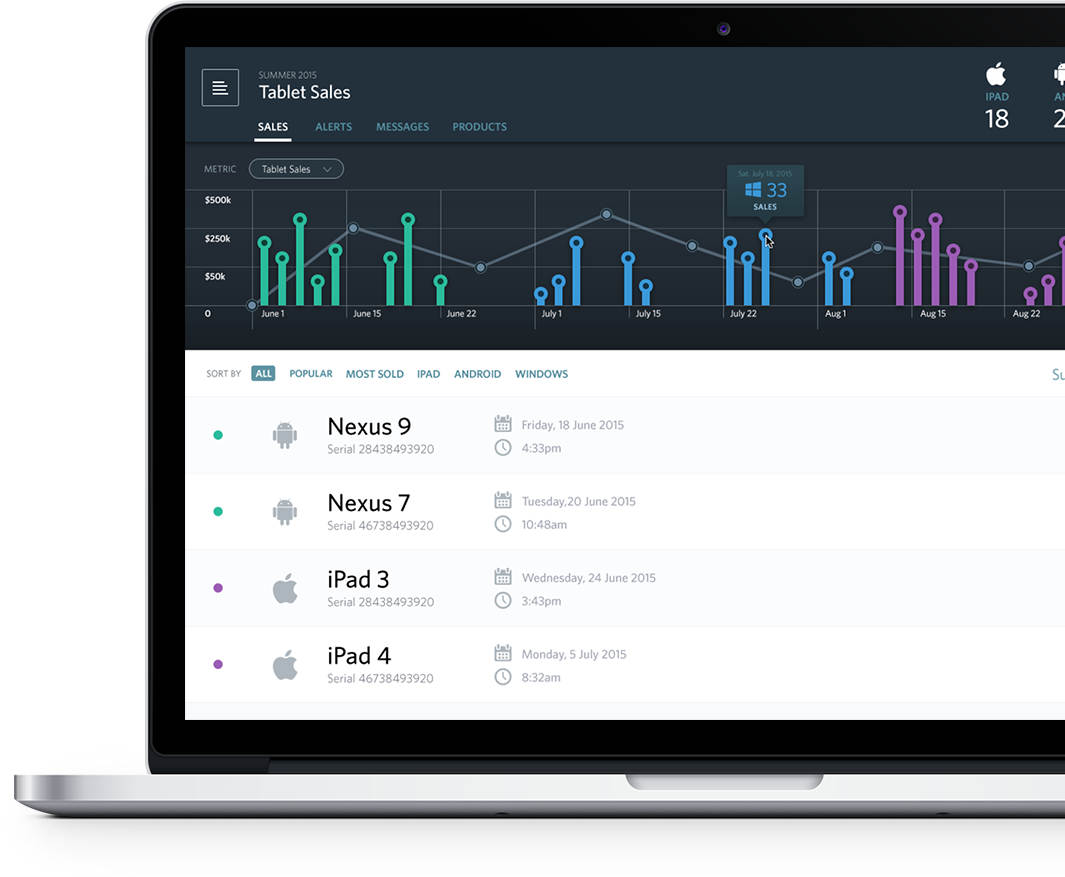 SUMMER 2015
Tablet Sales
IPAD
18
SALES ALERTS MESSAGES PRODUCTS
METRIC Tablet Sales
Sat. July 18, 2015
33
SALES
$500k
$250k
$50k
0
June 1 June 15 June 22 July 1 July 15 July 22 Aug 1 Aug 15 Aug 22
SORT BY ALL POPULAR MOST SOLD IPAD ANDROID WINDOWS
Nexus 9
Serial 28438493920
Friday, 18 June 2015
4:33pm
Nexus 7
Serial 46738493920
Tuesday,20 June 2015
10:48am
iPad 3
Serial 28438493920
Wednesday, 24 June 2015
3:43pm
iPad 4
Serial 46738493920
Monday, 5 July 2015
8:32am